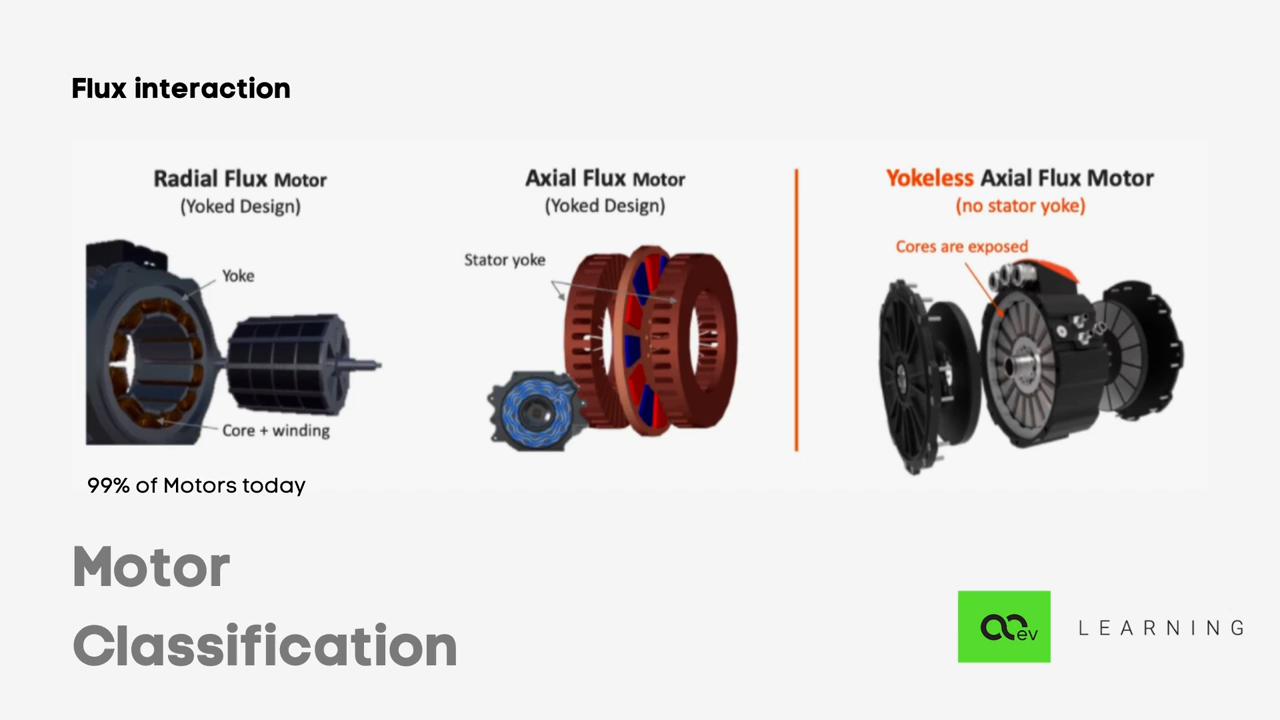 Flux interaction
Radial Flux Motor
(Yoked Design)
Yoke
Core + winding
99% of Motors today
Axial Flux Motor
(Yoked Design)
Stator yoke
Yokeless Axial Flux Motor
(no stator yoke)
Cores are exposed
Motor
Classification
ev
LEARNING